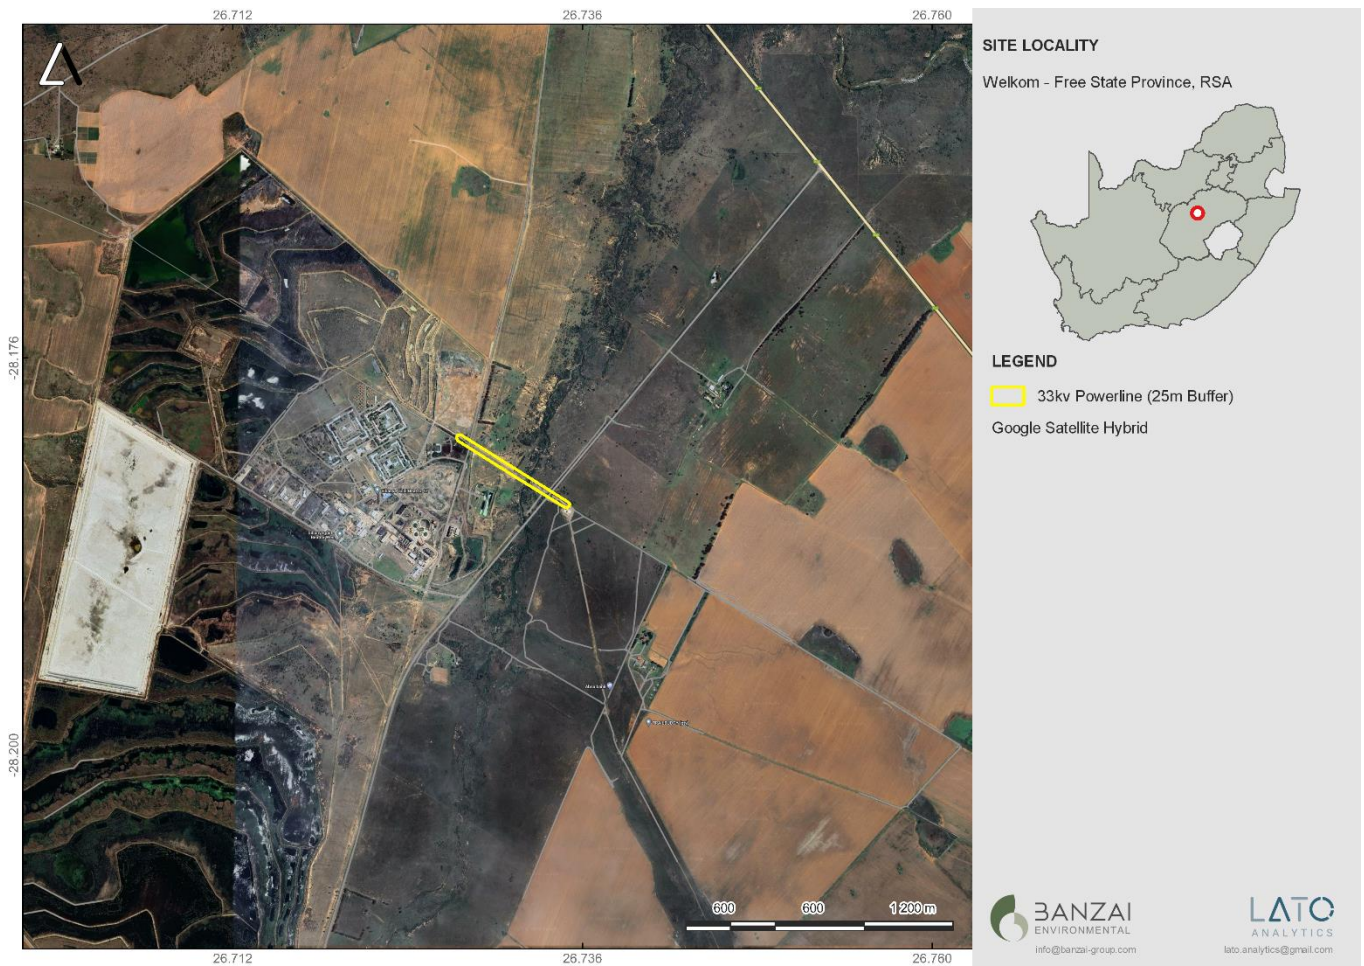 26.712
26.736
26.760
SITE LOCALITY
Welkom - Free State Province, RSA
-28.176
LEGEND
33kv Powerline (25m Buffer)
Google Satellite Hybrid
-28.200
600
600
1 200 m
BANZAI
ENVIRONMENTAL
info@banzai-group.com
LATO
ANALYTICS
lato.analytics@gmail.com
26.712
26.736
26.760